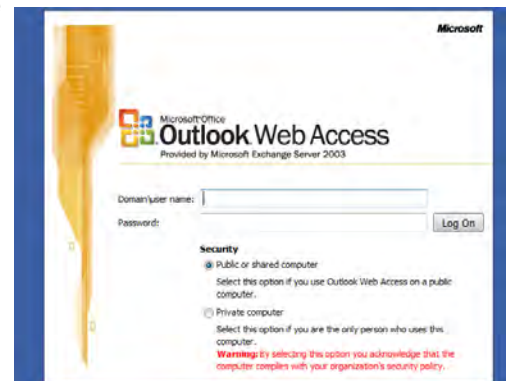 Microsoft
Microsoft Office
Outlook Web Access
Provided by Microsoft Exchange Server 2003
Domain\user name:
Password:
Log On
Security
Public or shared computer
Select this option if you use Outlook Web Access on a public
computer.
Private computer
Select this option if you are the only person who uses this
computer.
Warning: By selecting this option you acknowledge that the
computer complies with your organization's security policy.